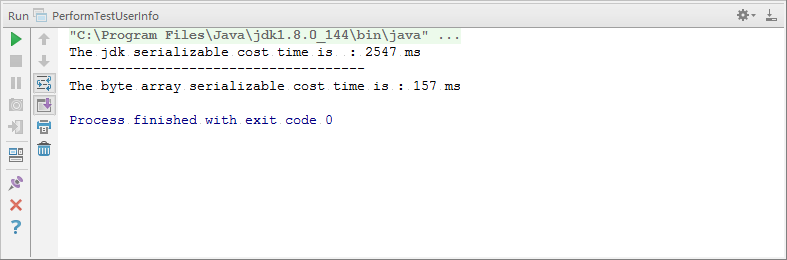 Run PerformTestUserInfo
"C:\Program Files\Java\jdk1.8.0_144\bin\java" ...
The jdk serializable cost time is  : 2547 ms
------------------------------------
The byte array serializable cost time is : 157 ms
Process finished with exit code 0